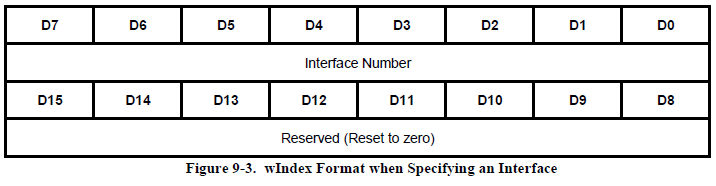 D7 D6 D5 D4 D3 D2 D1 D0
Interface Number
D15 D14 D13 D12 D11 D10 D9 D8
Reserved (Reset to zero)
Figure 9-3. wIndex Format when Specifying an Interface